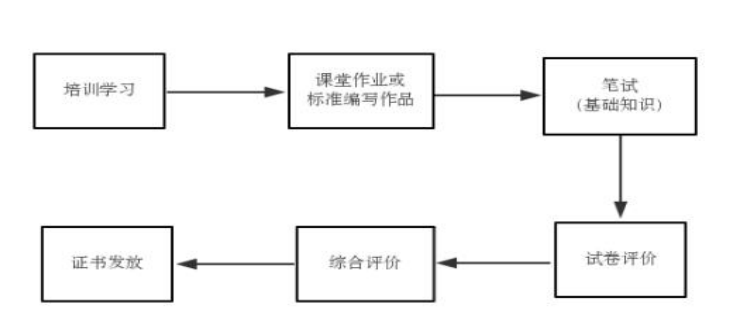 培训学习
课堂作业或
标准编写作品
笔试
(基础知识)
试卷评价
综合评价
证书发放